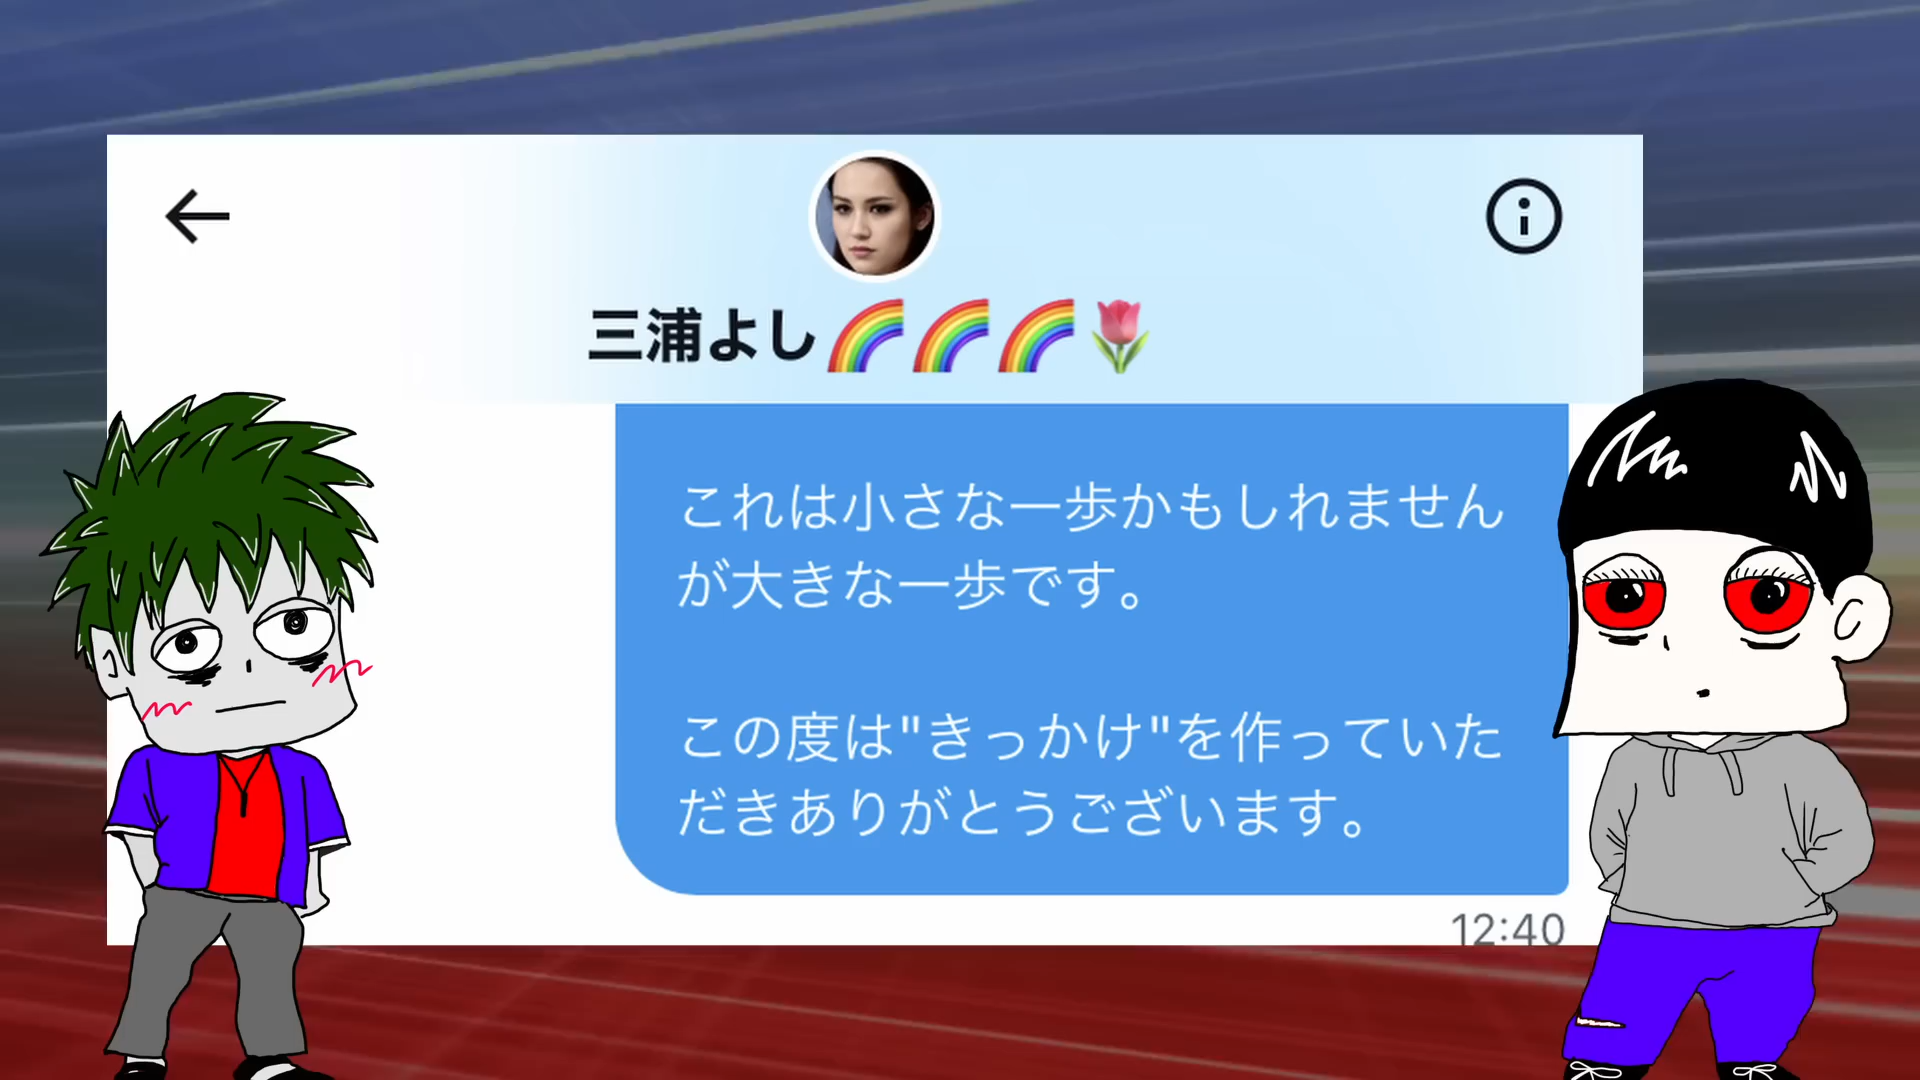 三浦よし🌈🌈🌈🌷
これは小さな一歩かもしれません
が大きな一歩です。
この度は"きっかけ"を作っていた
だきありがとうございます。
12:40